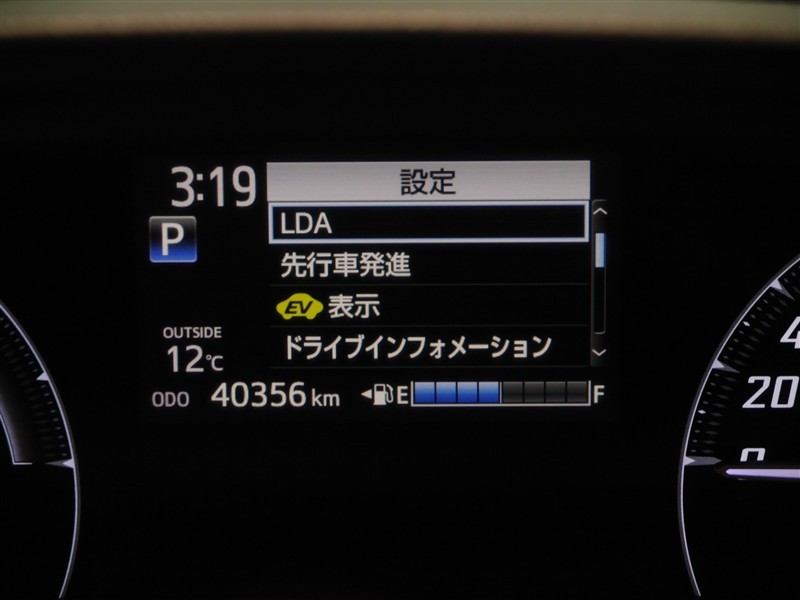 3:19
設定
P
LDA
先行車発進
EV 表示
ドライブインフォメーション
OUTSIDE
12℃
ODO 40356 km
E F
20
0